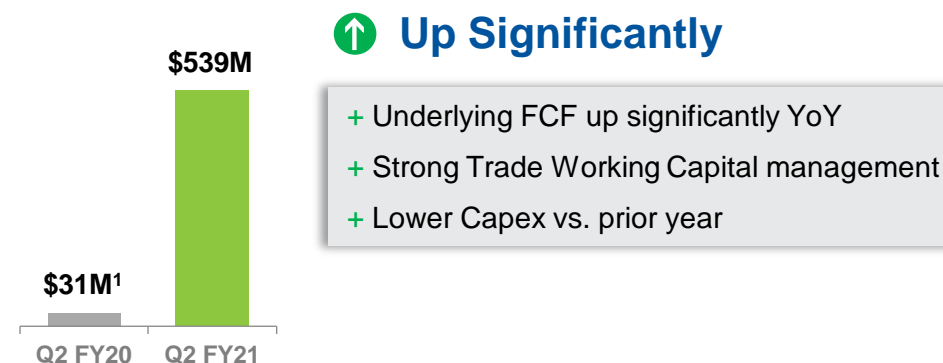 Up Significantly
$539M
+ Underlying FCF up significantly YoY
+ Strong Trade Working Capital management
+ Lower Capex vs. prior year
$31M¹
Q2 FY20 Q2 FY21